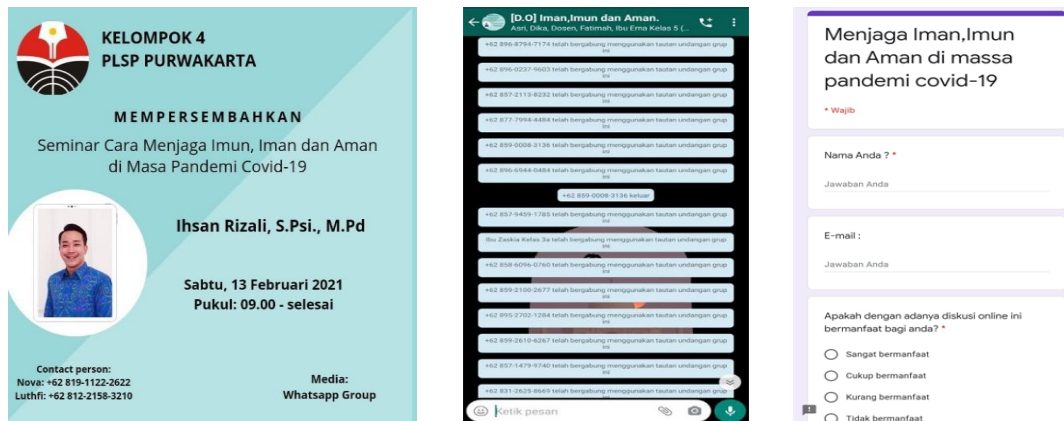 KELOMPOK 4
PLSP PURWAKARTA
MEMPERSEMBAHKAN
Seminar Cara Menjaga Imun, Iman dan Aman
di Masa Pandemi Covid-19
Ihsan Rizali, S.Psi., M.Pd
Sabtu, 13 Februari 2021
Pukul: 09.00 - selesai
Contact person:
Nova: +62 819-1122-2622
Luthfi: +62 812-2158-3210
Media:
Whatsapp Group
[D.O] Iman,Imun dan Aman.
Asri, Dika, Dosen, Fatimah, Ibu Erna Kelas 5 (...
+62 896-8794-7174 telah bergabung menggunakan tautan undangan grup
ini
+62 896-0237-9603 telah bergabung menggunakan tautan undangan grup
ini
+62 857-2113-8232 telah bergabung menggunakan tautan undangan grup
ini
+62 877-7994-4484 telah bergabung menggunakan tautan undangan grup
ini
+62 859-0008-3136 telah bergabung menggunakan tautan undangan grup
ini
+62 896-6944-0484 telah bergabung menggunakan tautan undangan grup
ini
+62 859-0008-3136 keluar
+62 857-9459-1785 telah bergabung menggunakan tautan undangan grup
ini
Ibu Zaskia Kelas 3a telah bergabung menggunakan tautan undangan grup
ini
+62 858-6096-0760 telah bergabung menggunakan tautan undangan grup
ini
+62 859-2100-2677 telah bergabung menggunakan tautan undangan grup
ini
+62 895-2702-1284 telah bergabung menggunakan tautan undangan grup
ini
+62 859-2610-6267 telah bergabung menggunakan tautan undangan grup
ini
+62 857-1479-9740 telah bergabung menggunakan tautan undangan grup
ini
+62 831-2625-8669 telah bergabung menggunakan tautan undangan grup
ini
Ketik pesan
Menjaga Iman,Imun
dan Aman di massa
pandemi covid-19
* Wajib
Nama Anda ? *
Jawaban Anda
E-mail :
Jawaban Anda
Apakah dengan adanya diskusi online ini
bermanfaat bagi anda? *
Sangat bermanfaat
Cukup bermanfaat
Kurang bermanfaat
Tidak bermanfaat